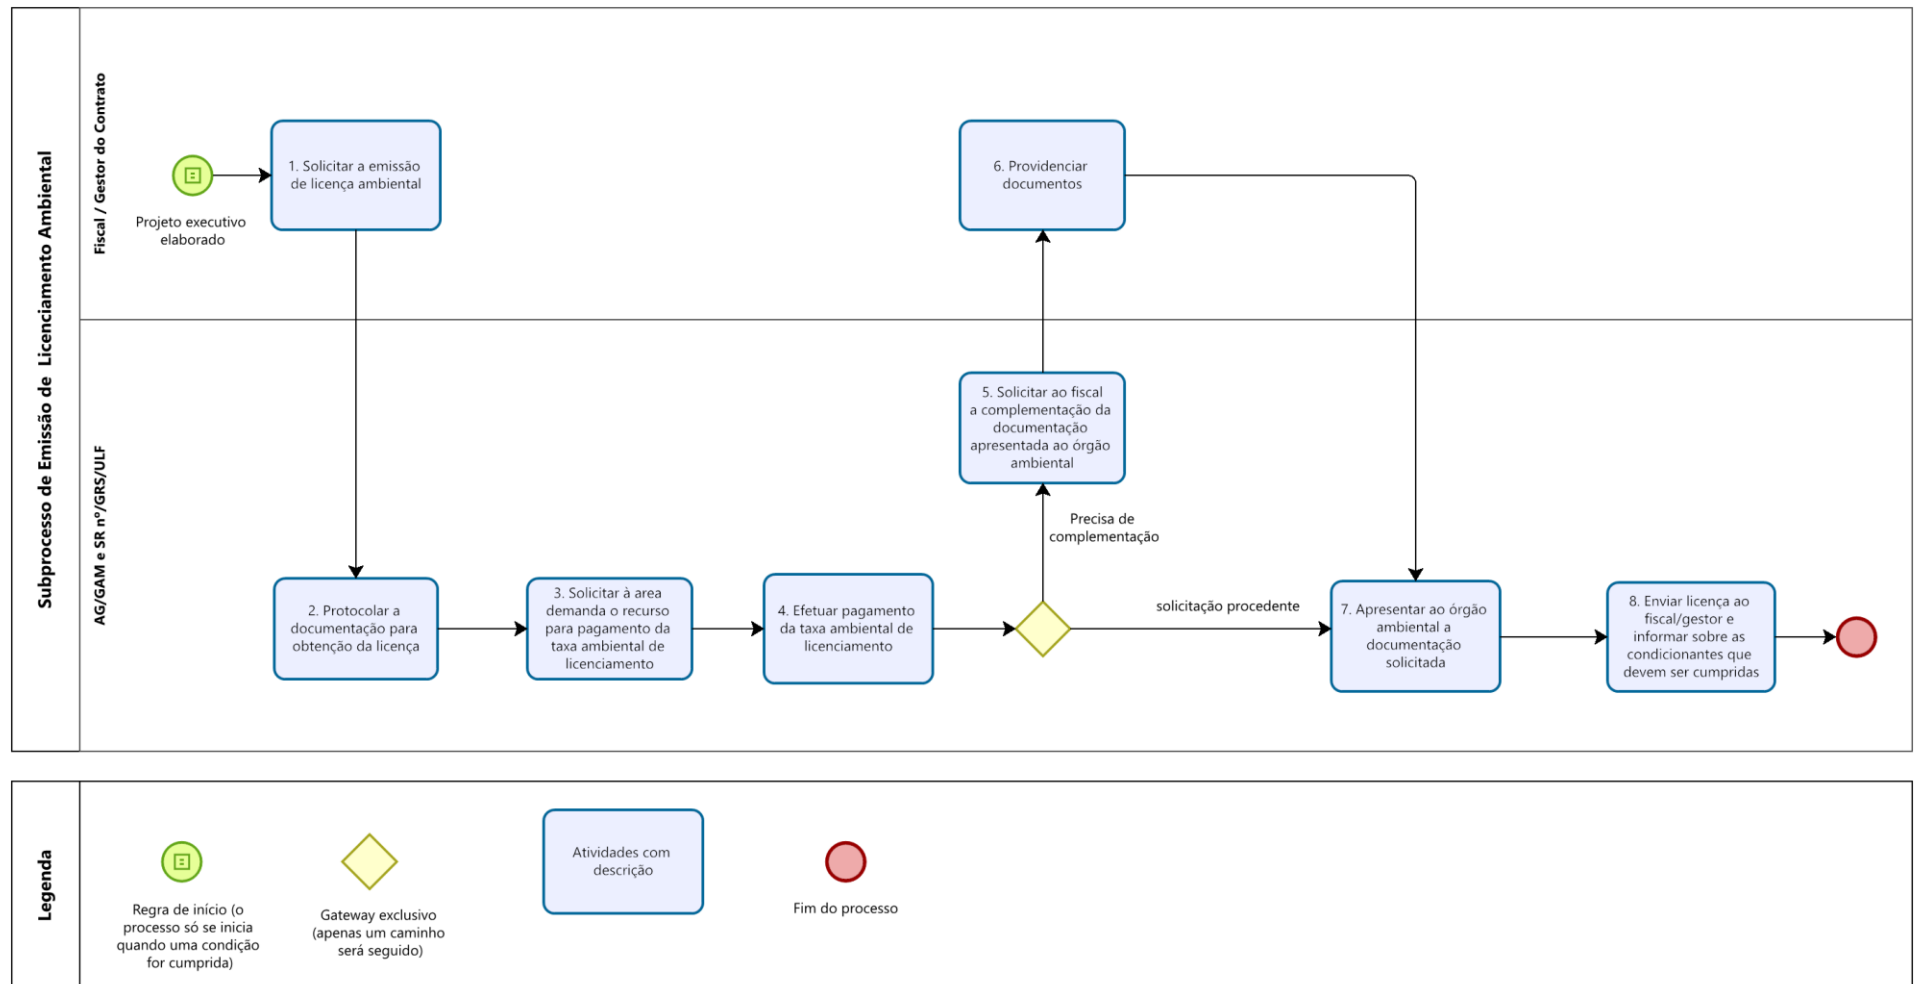 Subprocesso de Emissão de Licenciamento Ambiental
Fiscal / Gestor do Contrato
Projeto executivo
elaborado
1. Solicitar a emissão
de licença ambiental
6. Providenciar
documentos
AG/GAM e SR nº/GRS/ULF
2. Protocolar a
documentação para
obtenção da licença
3. Solicitar à area
demanda o recurso
para pagamento da
taxa ambiental de
licenciamento
4. Efetuar pagamento
da taxa ambiental de
licenciamento
5. Solicitar ao fiscal
a complementação da
documentação
apresentada ao órgão
ambiental
Precisa de
complementação
solicitação procedente
7. Apresentar ao órgão
ambiental a
documentação
solicitada
8. Enviar licença ao
fiscal/gestor e
informar sobre as
condicionantes que
devem ser cumpridas
Legenda
Regra de início (o
processo só se inicia
quando uma condição
for cumprida)
Gateway exclusivo
(apenas um caminho
será seguido)
Atividades com
descrição
Fim do processo